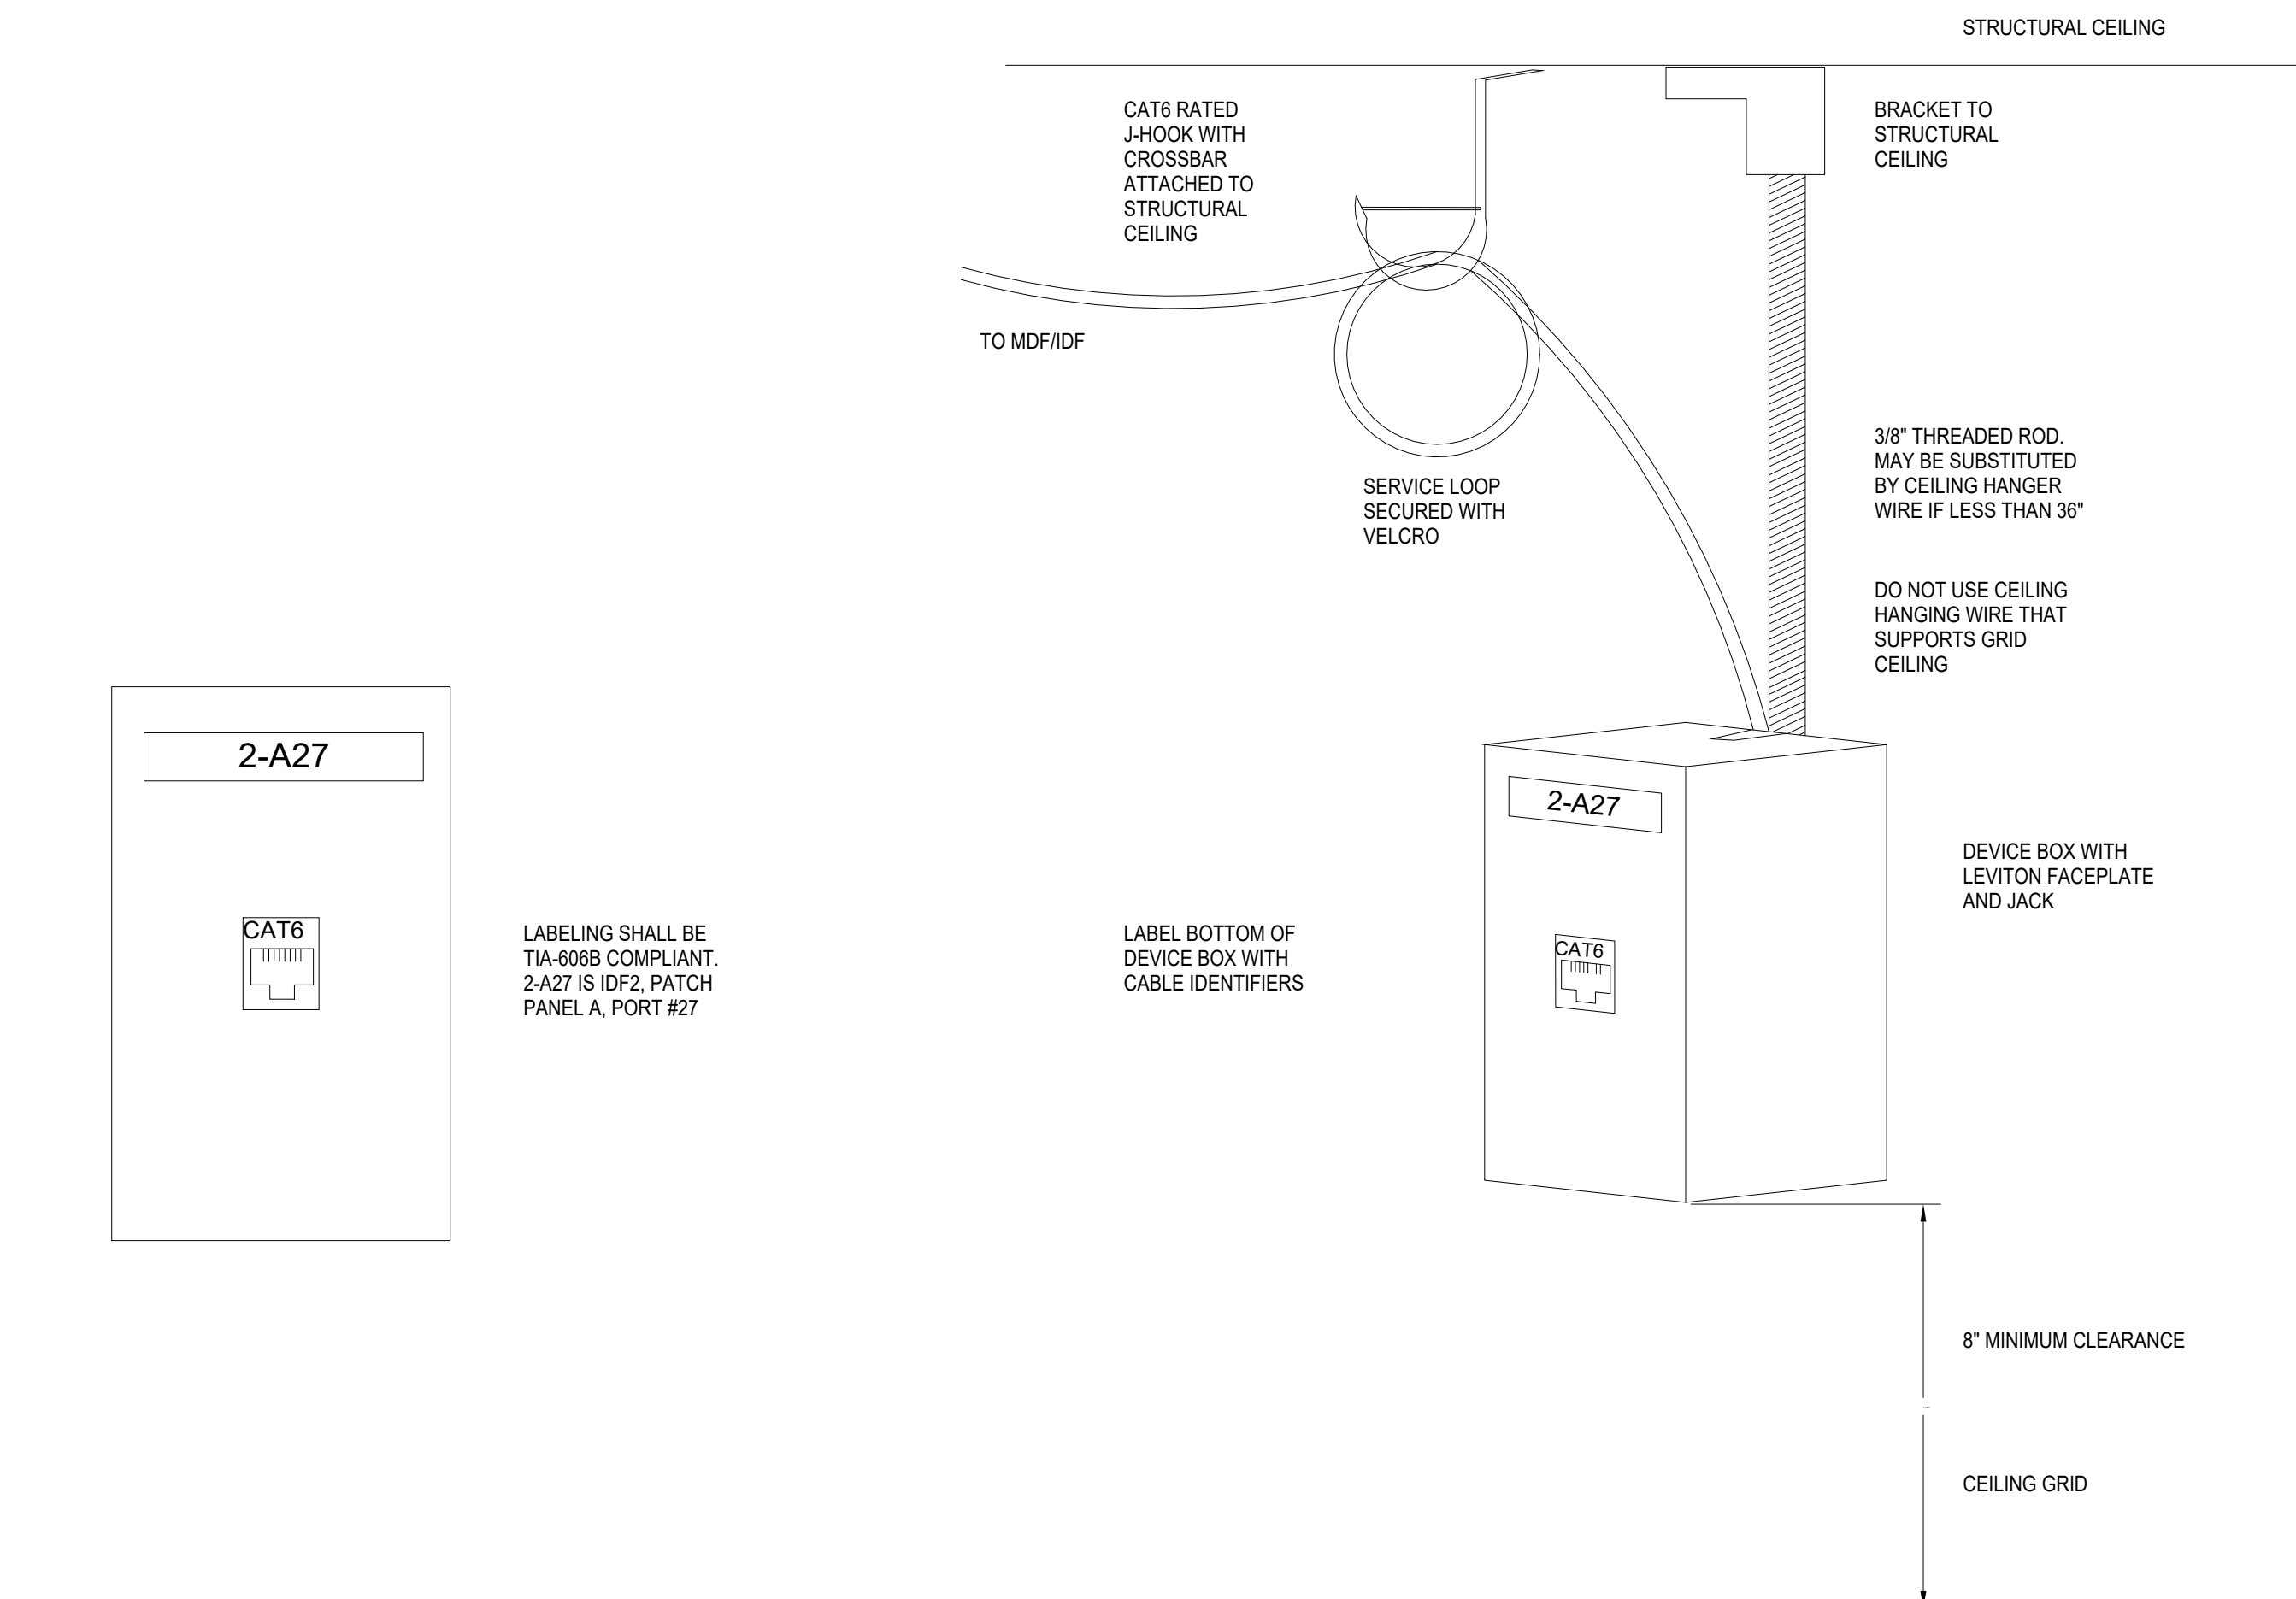 STRUCTURAL CEILING
CAT6 RATED
J-HOOK WITH
CROSSBAR
ATTACHED TO
STRUCTURAL
CEILING
BRACKET TO
STRUCTURAL
CEILING
TO MDF/IDF
3/8" THREADED ROD.
MAY BE SUBSTITUTED
BY CEILING HANGER
WIRE IF LESS THAN 36"
SERVICE LOOP
SECURED WITH
VELCRO
DO NOT USE CEILING
HANGING WIRE THAT
SUPPORTS GRID
CEILING
2-A27
CAT6
LABELING SHALL BE
TIA-606B COMPLIANT.
2-A27 IS IDF2, PATCH
PANEL A, PORT #27
LABEL BOTTOM OF
DEVICE BOX WITH
CABLE IDENTIFIERS
2-A27
CAT6
DEVICE BOX WITH
LEVITON FACEPLATE
AND JACK
8" MINIMUM CLEARANCE
CEILING GRID